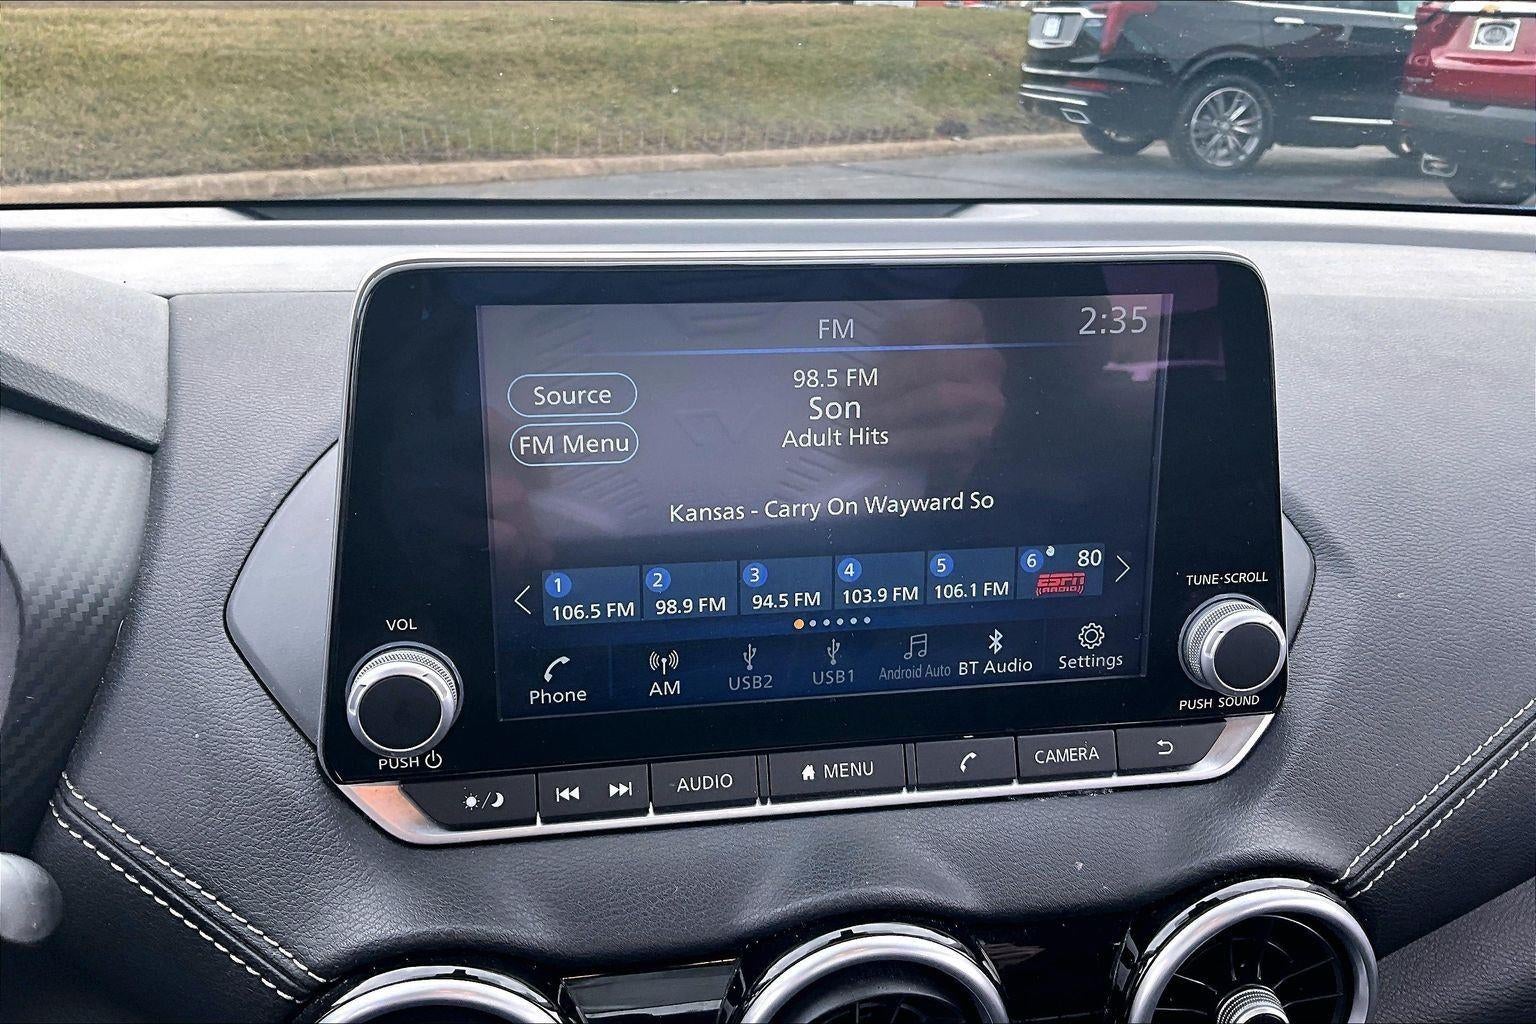 FM
2:35
Source
98.5 FM
Son
FM Menu
Adult Hits
Kansas - Carry On Wayward So
1
106.5 FM
2
98.9 FM
3
94.5 FM
4
103.9 FM
5
106.1 FM
6
80
ESPN
RADIO
Phone
AM
USB2
USB1
Android Auto
BT Audio
Settings
VOL
PUSH
TUNE·SCROLL
PUSH SOUND
AUDIO
MENU
CAMERA